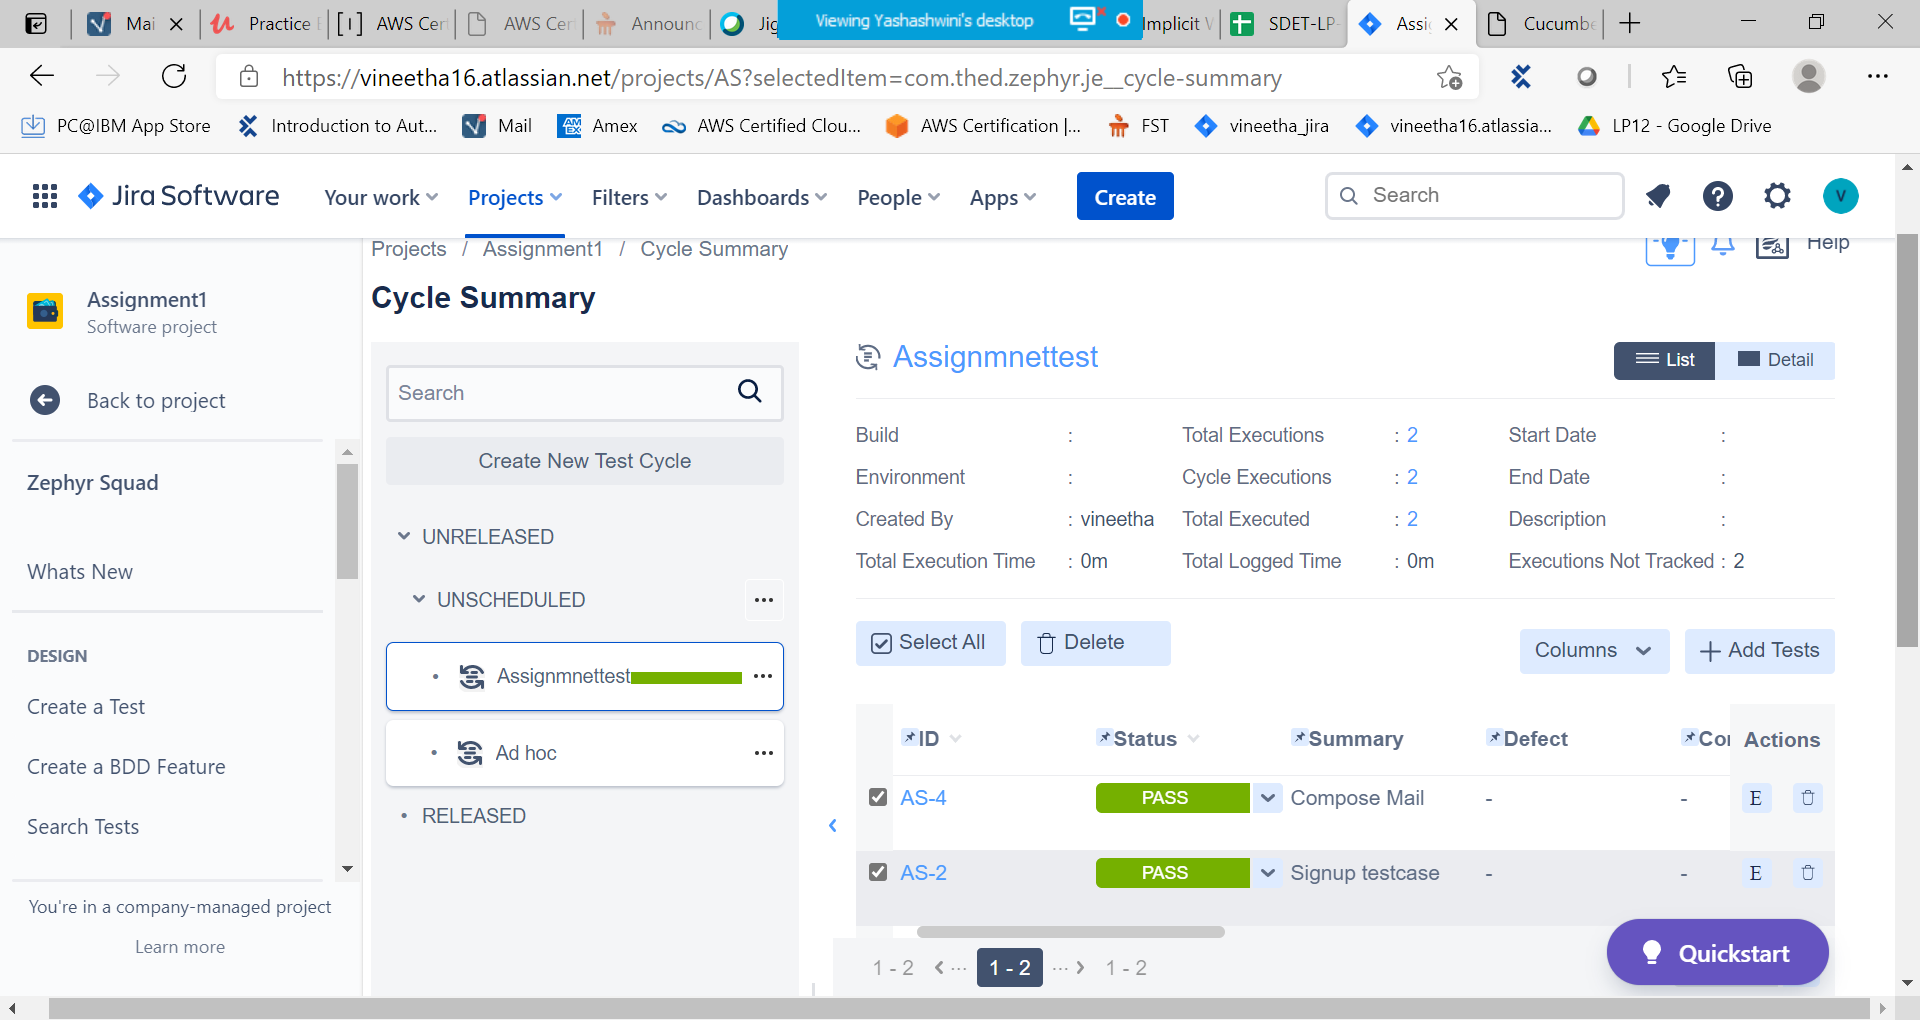 Mai
Practice
AWS Cer
AWS Cer
Announc
Jig
Viewing Yashashwini's desktop
Implicit
SDET-LP-
Assi
Cucumbe
https://vineetha16.atlassian.net/projects/AS?selectedItem=com.thed.zephyr.je__cycle-summary
PC@IBM App Store
Introduction to Aut...
Mail
Amex
AWS Certified Clou...
AWS Certification |...
FST
vineetha_jira
vineetha16.atlassia...
LP12 - Google Drive
Jira Software
Your work
Projects
Filters
Dashboards
People
Apps
Create
Search
V
Projects / Assignment1 / Cycle Summary
Help
Assignment1
Software project
Back to project
Zephyr Squad
Whats New
DESIGN
Create a Test
Create a BDD Feature
Search Tests
You're in a company-managed project
Learn more
Cycle Summary
Search
Create New Test Cycle
UNRELEASED
UNSCHEDULED
Assignmnettest
Ad hoc
RELEASED
Assignmnettest
List
Detail
Build :
Total Executions : 2
Start Date :
Environment :
Cycle Executions : 2
End Date :
Created By : vineetha
Total Executed : 2
Description :
Total Execution Time : 0m
Total Logged Time : 0m
Executions Not Tracked : 2
Select All
Delete
Columns
Add Tests
ID Status Summary Defect Co Actions
AS-4 PASS Compose Mail - - E
AS-2 PASS Signup testcase - - E
1 - 2 ... 1 - 2 ... 1 - 2
Quickstart